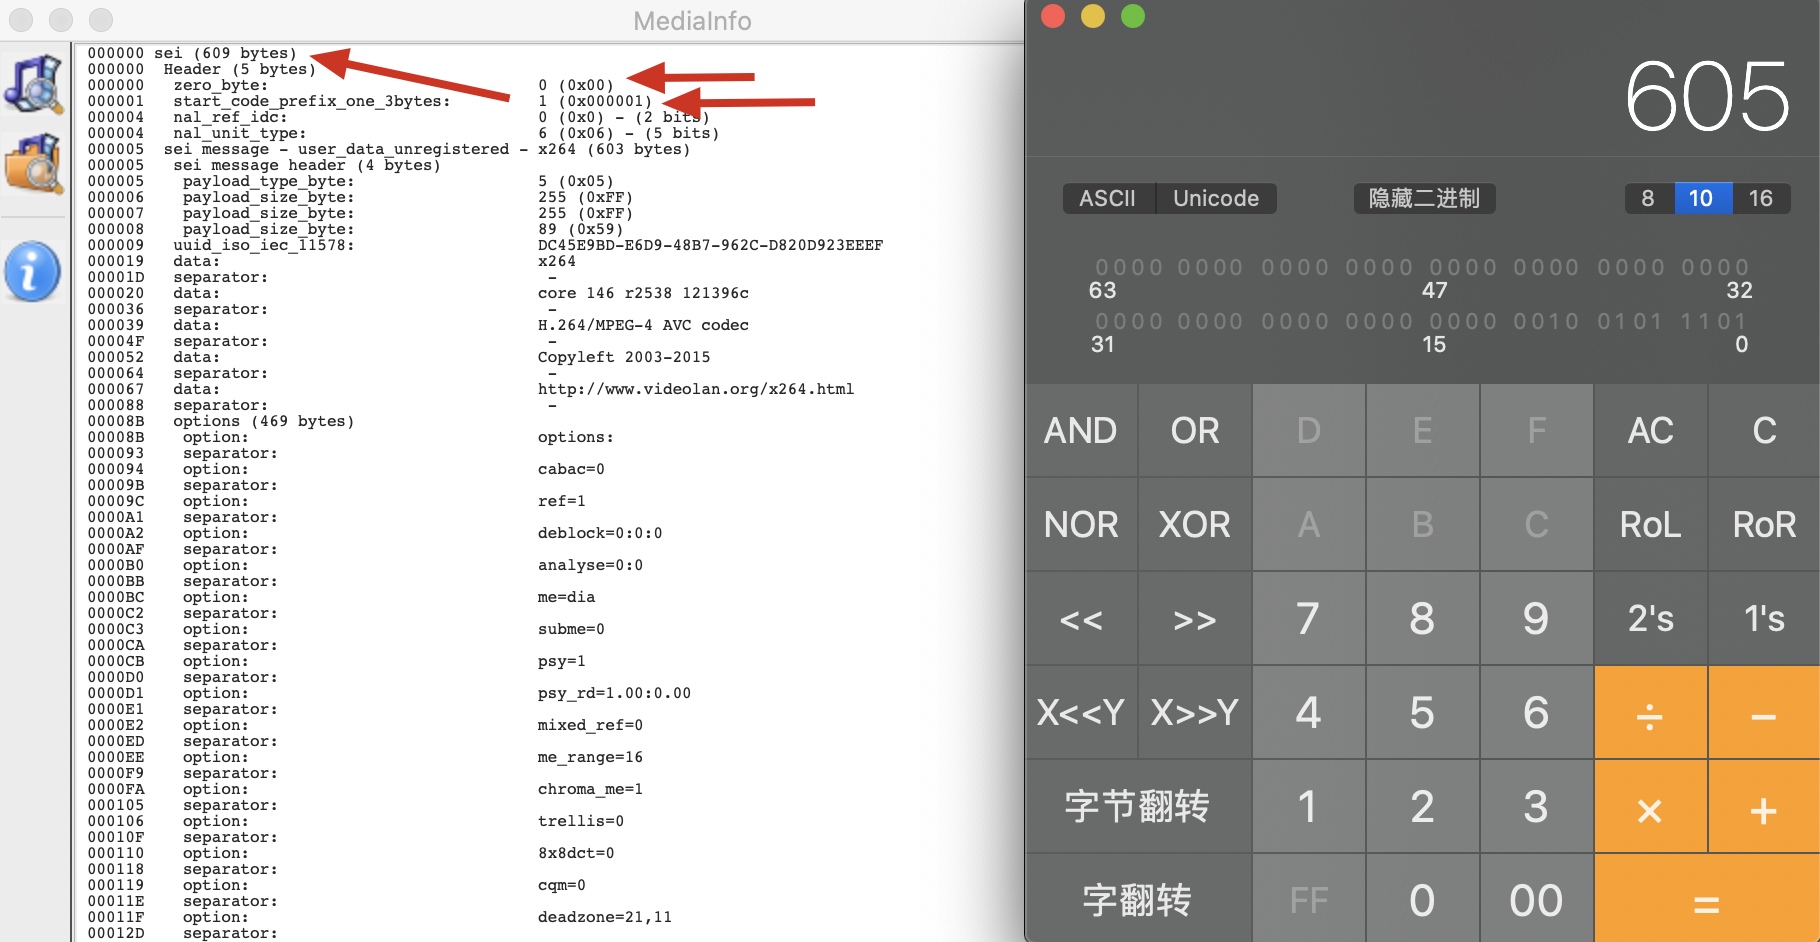 MediaInfo
000000 sei (609 bytes)
000000 Header (5 bytes)
000000 zero_byte: 0 (0x00)
000001 start_code_prefix_one_3bytes: 1 (0x000001)
000004 nal_ref_idc: 0 (0x0) - (2 bits)
000004 nal_unit_type: 6 (0x06) - (5 bits)
000005 sei message - user_data_unregistered - x264 (603 bytes)
000005 sei message header (4 bytes)
000005 payload_type_byte: 5 (0x05)
000006 payload_size_byte: 255 (0xFF)
000007 payload_size_byte: 255 (0xFF)
000008 payload_size_byte: 89 (0x59)
000009 uuid_iso_iec_11578: DC45E9BD-E6D9-48B7-962C-D820D923EEEF
000019 data: x264
00001D separator: -
000020 data: core 146 r2538 121396c
000036 separator: -
000039 data: H.264/MPEG-4 AVC codec
00004F separator: -
000052 data: Copyleft 2003-2015
000064 separator: -
000067 data: http://www.videolan.org/x264.html
000088 separator: -
00008B options (469 bytes)
00008B option: options:
000093 separator:
000094 option: cabac=0
00009B separator:
00009C option: ref=1
0000A1 separator:
0000A2 option: deblock=0:0:0
0000AF separator:
0000B0 option: analyse=0:0
0000BB separator:
0000BC option: me=dia
0000C2 separator:
0000C3 option: subme=0
0000CA separator:
0000CB option: psy=1
0000D0 separator:
0000D1 option: psy_rd=1.00:0.00
0000E1 separator:
0000E2 option: mixed_ref=0
0000ED separator:
0000EE option: me_range=16
0000F9 separator:
0000FA option: chroma_me=1
000105 separator:
000106 option: trellis=0
00010F separator:
000110 option: 8x8dct=0
000118 separator:
000119 option: cqm=0
00011E separator:
00011F option: deadzone=21,11
00012D separator:
605
ASCII Unicode 隐藏二进制 8 10 16
0000 0000 0000 0000 0000 0000 0000 0000
63 47 32
0000 0000 0000 0000 0000 0010 0101 1101
31 15 0
AND OR D E F AC C
NOR XOR A B C RoL RoR
<< >> 7 8 9 2's 1's
X<<Y X>>Y 4 5 6 ÷ −
字节翻转 1 2 3 × +
字翻转 FF 0 00 =